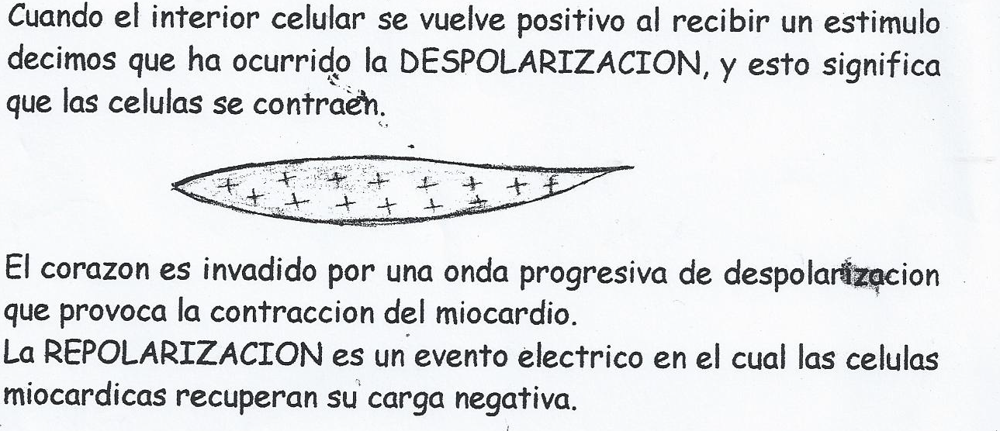 Cuando el interior celular se vuelve positivo al recibir un estimulo
decimos que ha ocurrido la DESPOLARIZACION, y esto significa
que las celulas se contraen.
+ + + + + + + +
+ + + + + +
El corazon es invadido por una onda progresiva de despolarizacion
que provoca la contraccion del miocardio.
La REPOLARIZACION es un evento electrico en el cual las celulas
miocardicas recuperan su carga negativa.